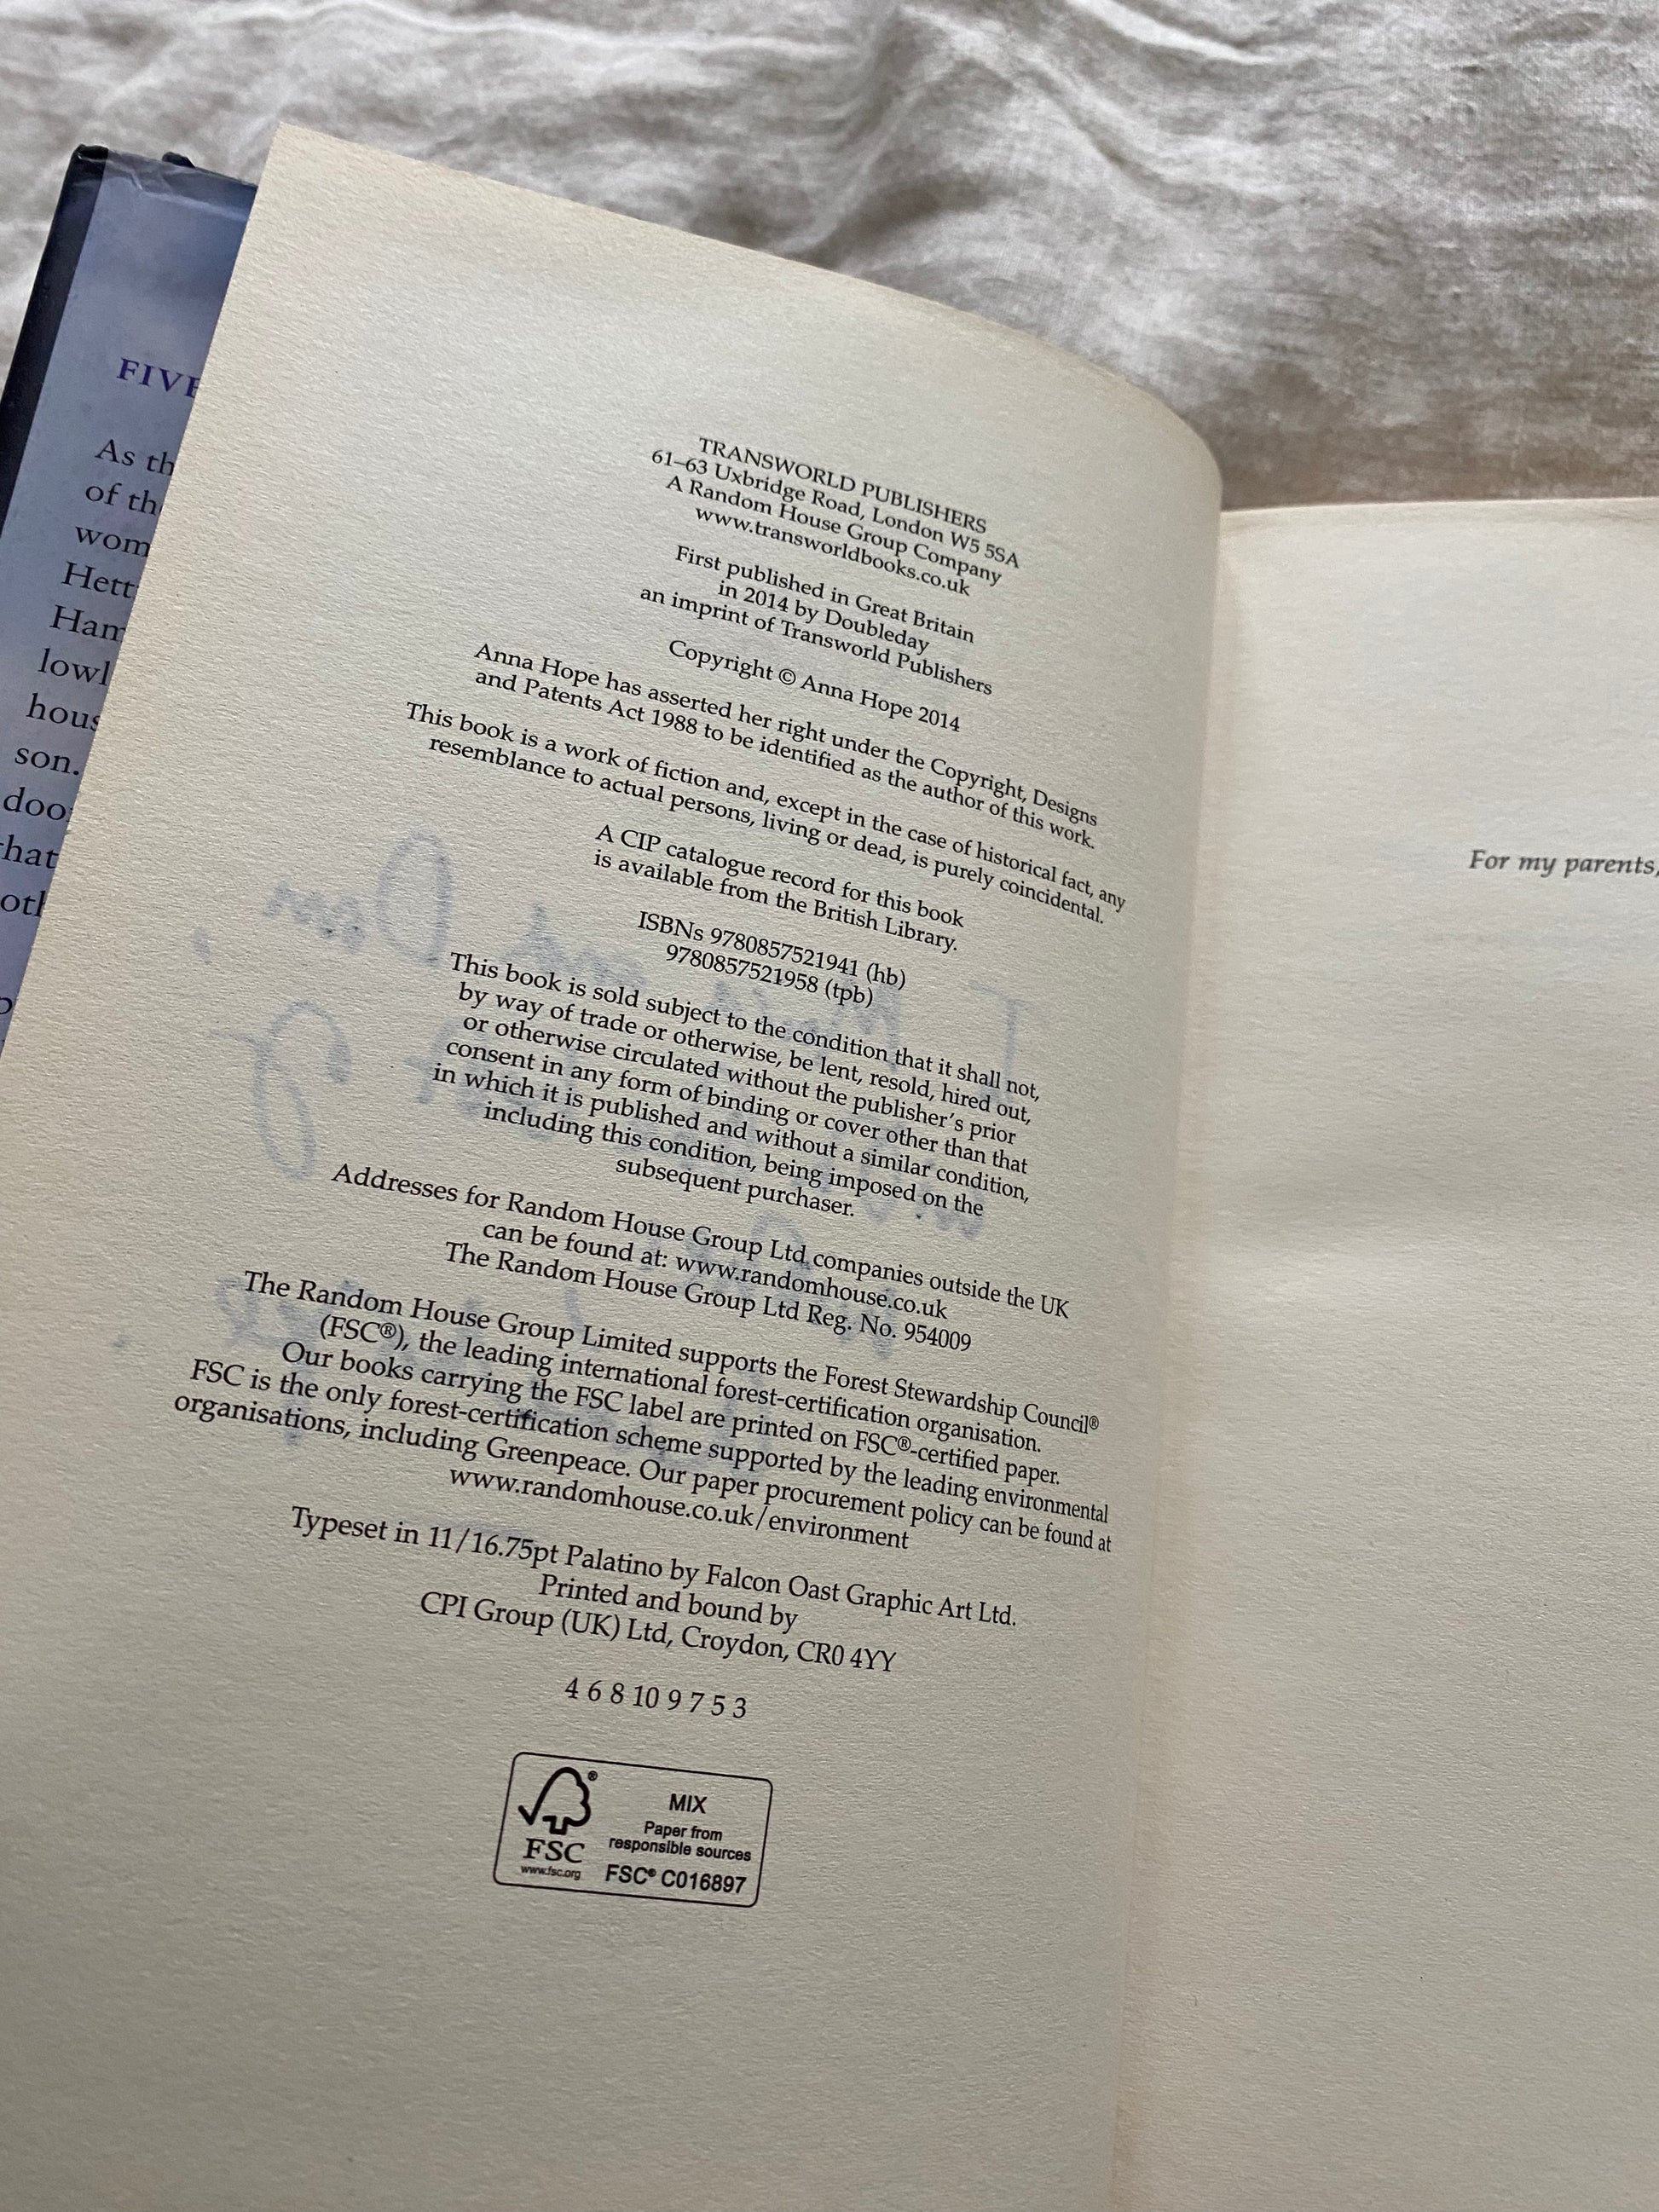 FIVE
As th
of th
wom
Hett
Ham
lowl
hous
son.
doo
that
oth
TRANSWORLD PUBLISHERS
61–63 Uxbridge Road, London W5 5SA
A Random House Group Company
www.transworldbooks.co.uk
First published in Great Britain
in 2014 by Doubleday
an imprint of Transworld Publishers
Copyright © Anna Hope 2014
Anna Hope has asserted her right under the Copyright, Designs
and Patents Act 1988 to be identified as the author of this work.
This book is a work of fiction and, except in the case of historical fact, any
resemblance to actual persons, living or dead, is purely coincidental.
A CIP catalogue record for this book
is available from the British Library.
ISBNs 9780857521941 (hb)
9780857521958 (tpb)
This book is sold subject to the condition that it shall not,
by way of trade or otherwise, be lent, resold, hired out,
or otherwise circulated without the publisher's prior
consent in any form of binding or cover other than that
in which it is published and without a similar condition,
including this condition, being imposed on the
subsequent purchaser.
Addresses for Random House Group Ltd companies outside the UK
can be found at: www.randomhouse.co.uk
The Random House Group Ltd Reg. No. 954009
The Random House Group Limited supports the Forest Stewardship Council®
(FSC®), the leading international forest-certification organisation.
Our books carrying the FSC label are printed on FSC®-certified paper.
FSC is the only forest-certification scheme supported by the leading environmental
organisations, including Greenpeace. Our paper procurement policy can be found at
www.randomhouse.co.uk/environment
Typeset in 11/16.75pt Palatino by Falcon Oast Graphic Art Ltd.
Printed and bound by
CPI Group (UK) Ltd, Croydon, CR0 4YY
4 6 8 10 9 7 5 3
FSC
www.fsc.org
MIX
Paper from
responsible sources
FSC® C016897
For my parents,